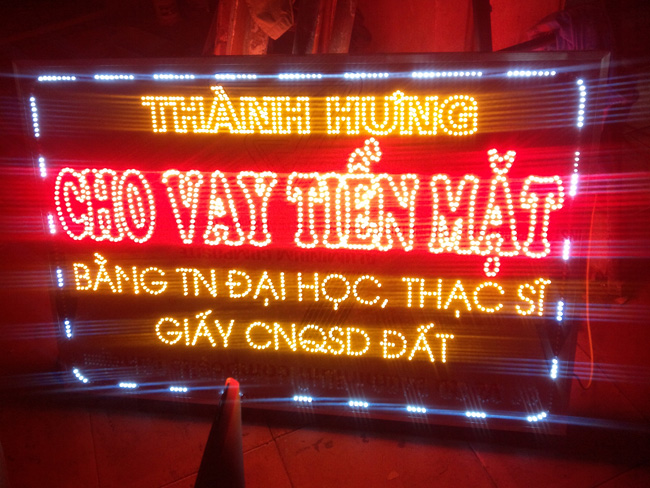 THÀNH HƯNG
CHO VAY TIỀN MẶT
BẰNG TN ĐẠI HỌC, THẠC SĨ
GIẤY CNQSD ĐẤT